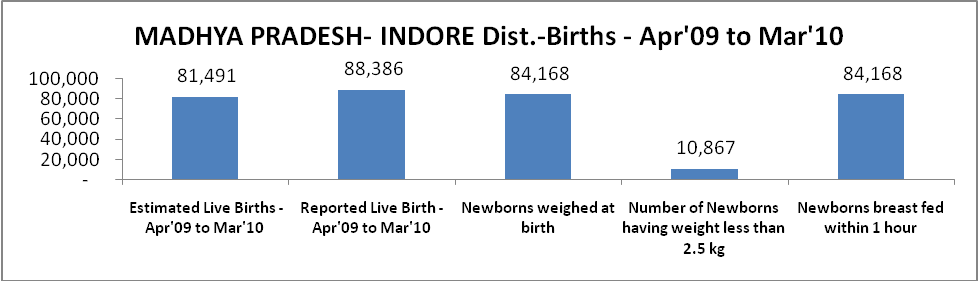 MADHYA PRADESH- INDORE Dist.-Births - Apr'09 to Mar'10
100,000
80,000
60,000
40,000
20,000
-
81,491
88,386
84,168
10,867
84,168
Estimated Live Births -
Apr'09 to Mar'10
Reported Live Birth -
Apr'09 to Mar'10
Newborns weighed at
birth
Number of Newborns
having weight less than
2.5 kg
Newborns breast fed
within 1 hour